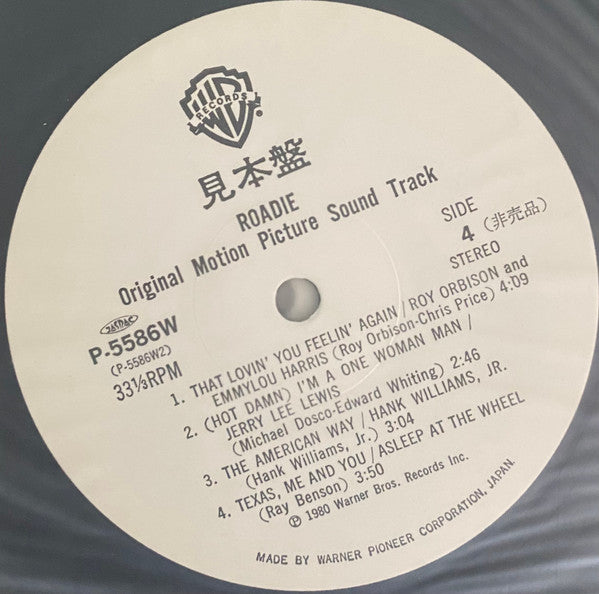 WB
RECORDS
見本盤
ROADIE
Original Motion Picture Sound Track
SIDE
4 (非売品)
STEREO
P-5586W
(P-5586W2)
33⅓RPM
1. THAT LOVIN' YOU FEELIN' AGAIN / ROY ORBISON and
EMMYLOU HARRIS (Roy Orbison-Chris Price) 4:09
2. (HOT DAMN) I'M A ONE WOMAN MAN /
JERRY LEE LEWIS
(Michael Dosco-Edward Whiting) 2:46
3. THE AMERICAN WAY / HANK WILLIAMS, JR.
(Hank Williams, Jr.) 3:04
4. TEXAS, ME AND YOU / ASLEEP AT THE WHEEL
(Ray Benson) 3:50
℗ 1980 Warner Bros. Records Inc.
MADE BY WARNER PIONEER CORPORATION, JAPAN.